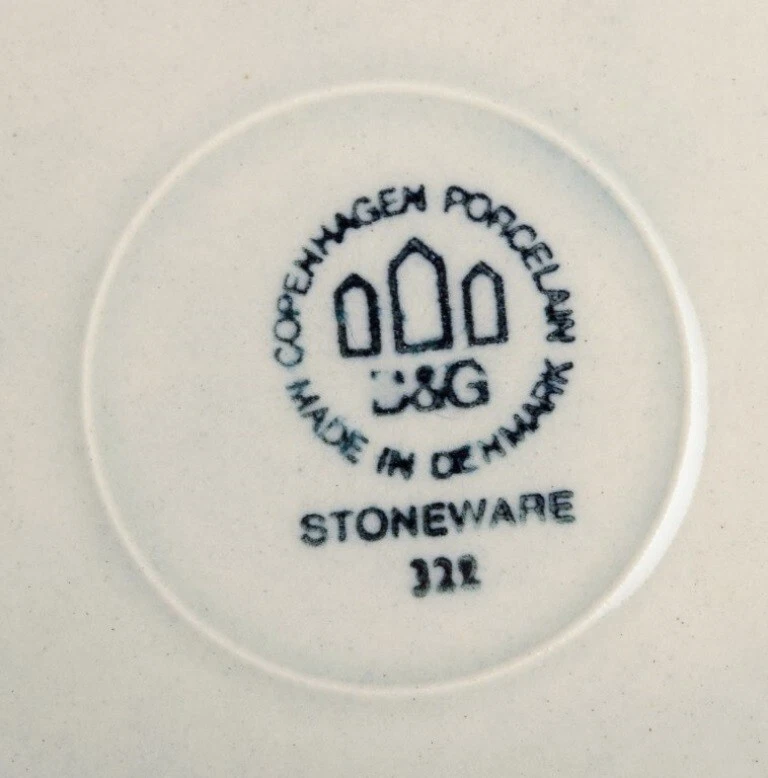 COPENHAGEN PORCELAIN
B&G
MADE IN DENMARK
STONEWARE
322